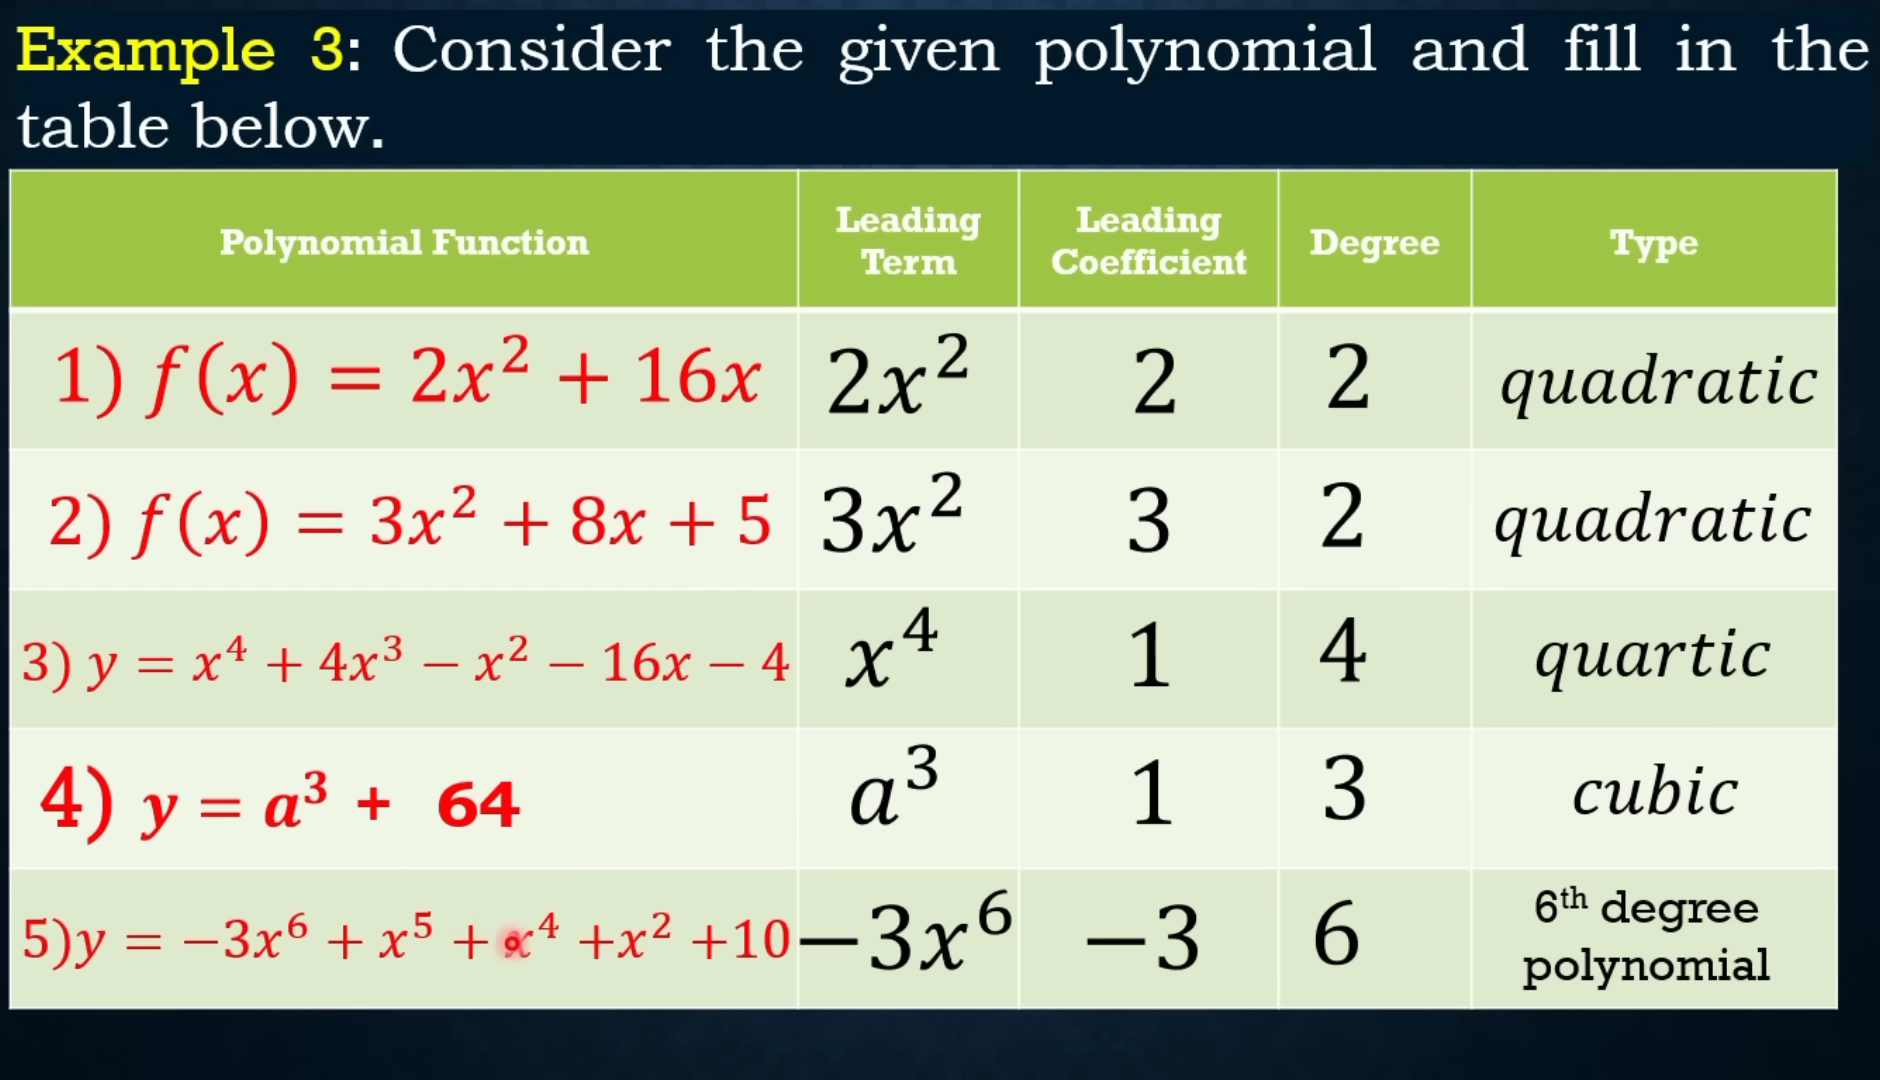 Example 3: Consider the given polynomial and fill in the
table below.
Polynomial Function
Leading
Term
Leading
Coefficient
Degree
Type
1) f(x) = 2x² + 16x
2x²
2
2
quadratic
2) f(x) = 3x² + 8x + 5
3x²
3
2
quadratic
3) y = x⁴ + 4x³ − x² − 16x − 4
x⁴
1
4
quartic
4) y = a³ + 64
a³
1
3
cubic
5)y = −3x⁶ + x⁵ + x⁴ +x² +10
−3x⁶
−3
6
6th degree
polynomial